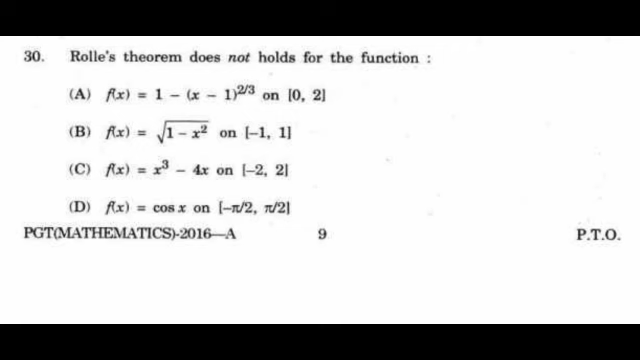 30. Rolle's theorem does not holds for the function :
(A) f(x) = 1 – (x – 1)^{2/3} on [0, 2]
(B) f(x) = √(1 – x²) on [–1, 1]
(C) f(x) = x³ – 4x on [–2, 2]
(D) f(x) = cos x on [–π/2, π/2]
PGT(MATHEMATICS)-2016—A 9 P.T.O.